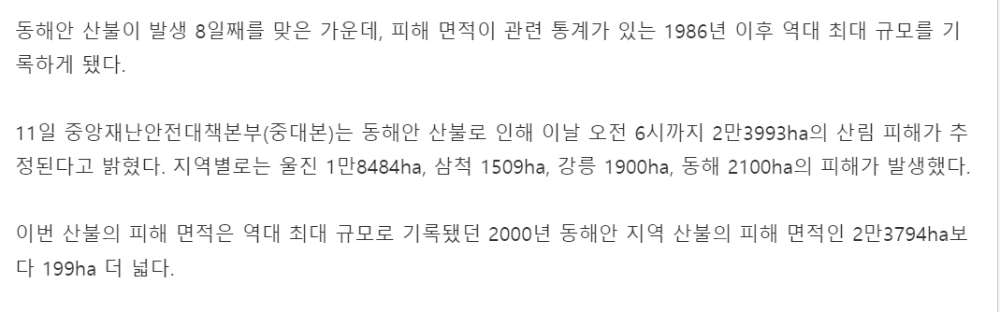 동해안 산불이 발생 8일째를 맞은 가운데, 피해 면적이 관련 통계가 있는 1986년 이후 역대 최대 규모를 기
록하게 됐다.
11일 중앙재난안전대책본부(중대본)는 동해안 산불로 인해 이날 오전 6시까지 2만3993ha의 산림 피해가 추
정된다고 밝혔다. 지역별로는 울진 1만8484ha, 삼척 1509ha, 강릉 1900ha, 동해 2100ha의 피해가 발생했다.
이번 산불의 피해 면적은 역대 최대 규모로 기록됐던 2000년 동해안 지역 산불의 피해 면적인 2만3794ha보
다 199ha 더 넓다.